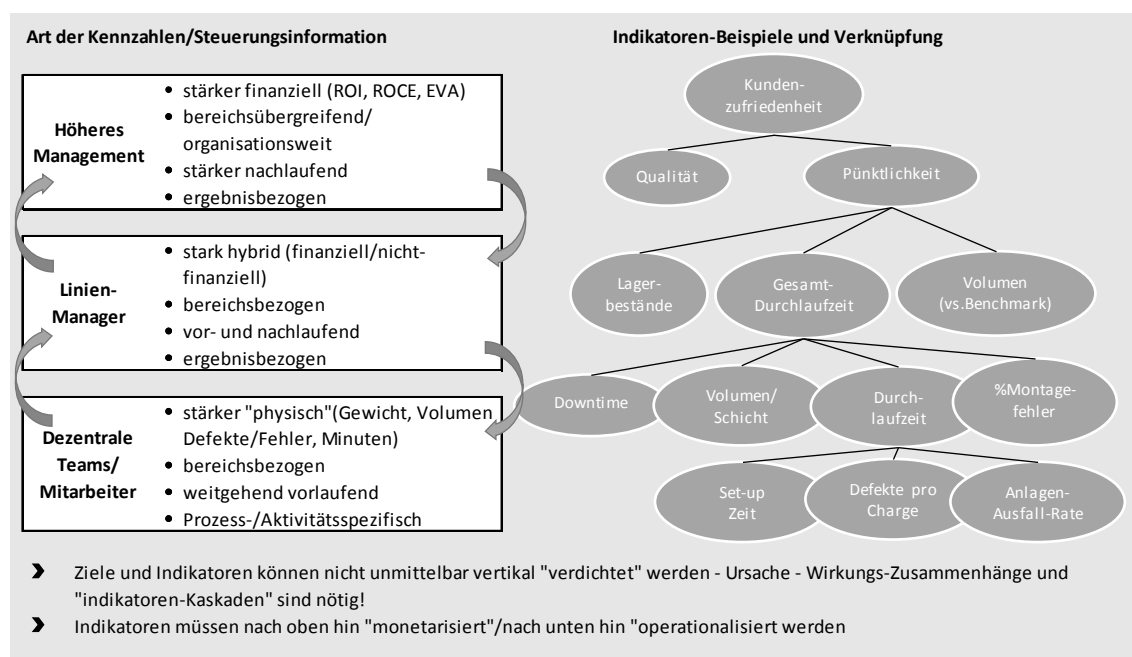 Art der Kennzahlen/Steuerungsinformation
Höheres
Management
• stärker finanziell (ROI, ROCE, EVA)
• bereichsübergreifend/
organisationsweit
• stärker nachlaufend
• ergebnisbezogen
Linien-
Manager
• stark hybrid (finanziell/nicht-
finanziell)
• bereichsbezogen
• vor- und nachlaufend
• ergebnisbezogen
Dezentrale
Teams/
Mitarbeiter
• stärker "physisch"(Gewicht, Volumen
Defekte/Fehler, Minuten)
• bereichsbezogen
• weitgehend vorlaufend
• Prozess-/Aktivitätsspezifisch
Indikatoren-Beispiele und Verknüpfung
Kunden-
zufriedenheit
Qualität
Pünktlichkeit
Lager-
bestände
Gesamt-
Durchlaufzeit
Volumen
(vs.Benchmark)
Downtime
Volumen/
Schicht
Durch-
laufzeit
%Montage-
fehler
Set-up
Zeit
Defekte pro
Charge
Anlagen-
Ausfall-Rate
❯ Ziele und Indikatoren können nicht unmittelbar vertikal "verdichtet" werden - Ursache - Wirkungs-Zusammenhänge und
"indikatoren-Kaskaden" sind nötig!
❯ Indikatoren müssen nach oben hin "monetarisiert"/nach unten hin "operationalisiert werden